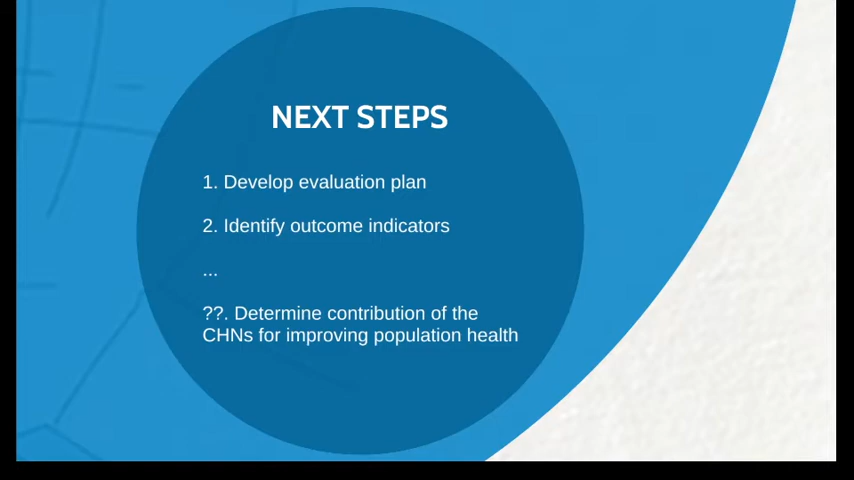 NEXT STEPS
1. Develop evaluation plan
2. Identify outcome indicators
...
??. Determine contribution of the
CHNs for improving population health